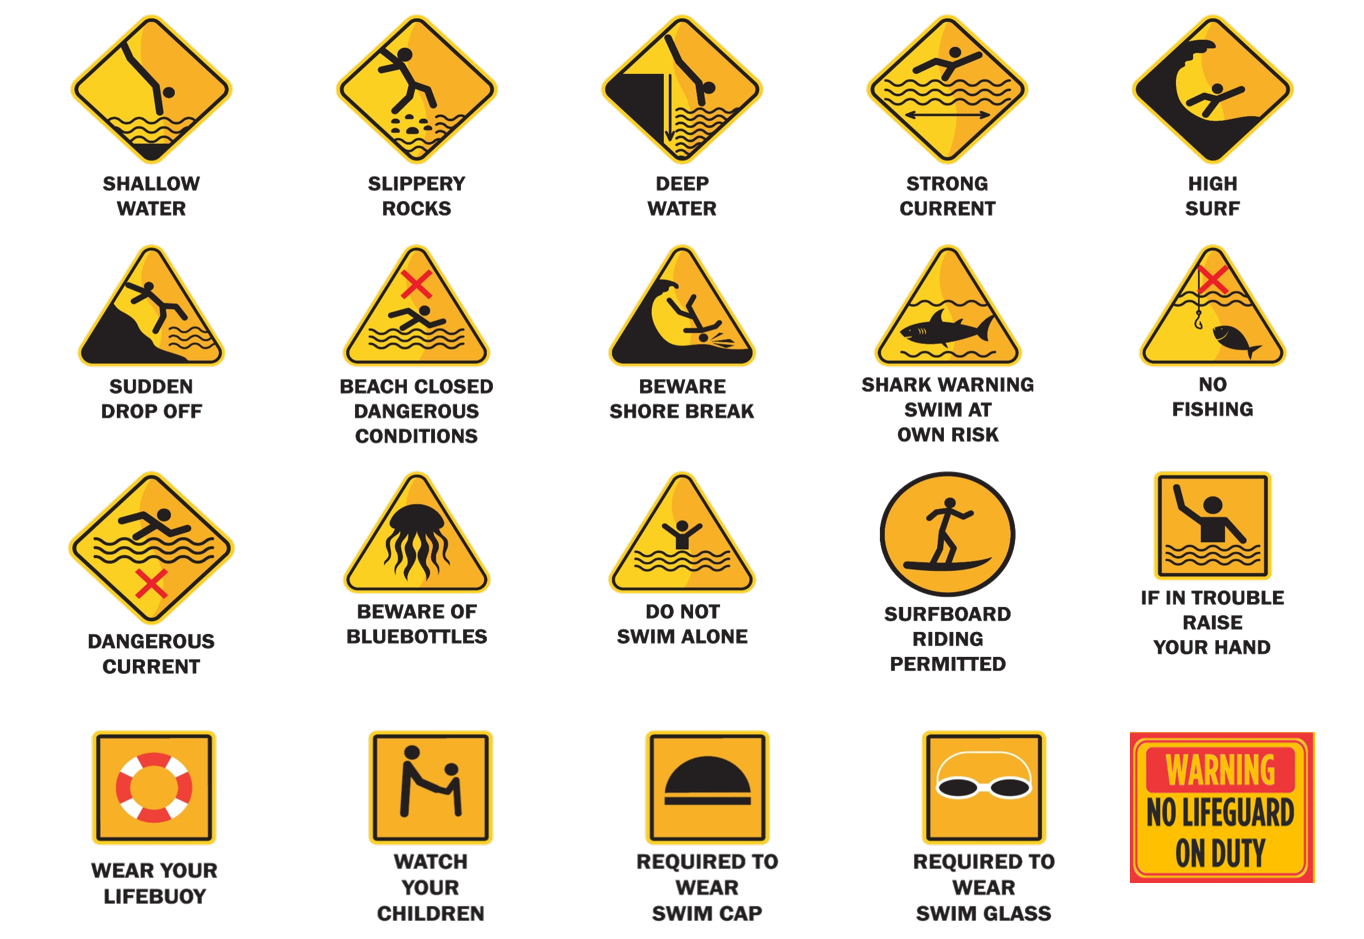 SHALLOW
WATER
SLIPPERY
ROCKS
DEEP
WATER
STRONG
CURRENT
HIGH
SURF
SUDDEN
DROP OFF
BEACH CLOSED
DANGEROUS
CONDITIONS
BEWARE
SHORE BREAK
SHARK WARNING
SWIM AT
OWN RISK
NO
FISHING
DANGEROUS
CURRENT
BEWARE OF
BLUEBOTTLES
DO NOT
SWIM ALONE
SURFBOARD
RIDING
PERMITTED
IF IN TROUBLE
RAISE
YOUR HAND
WEAR YOUR
LIFEBUOY
WATCH
YOUR
CHILDREN
REQUIRED TO
WEAR
SWIM CAP
REQUIRED TO
WEAR
SWIM GLASS
WARNING
NO LIFEGUARD
ON DUTY